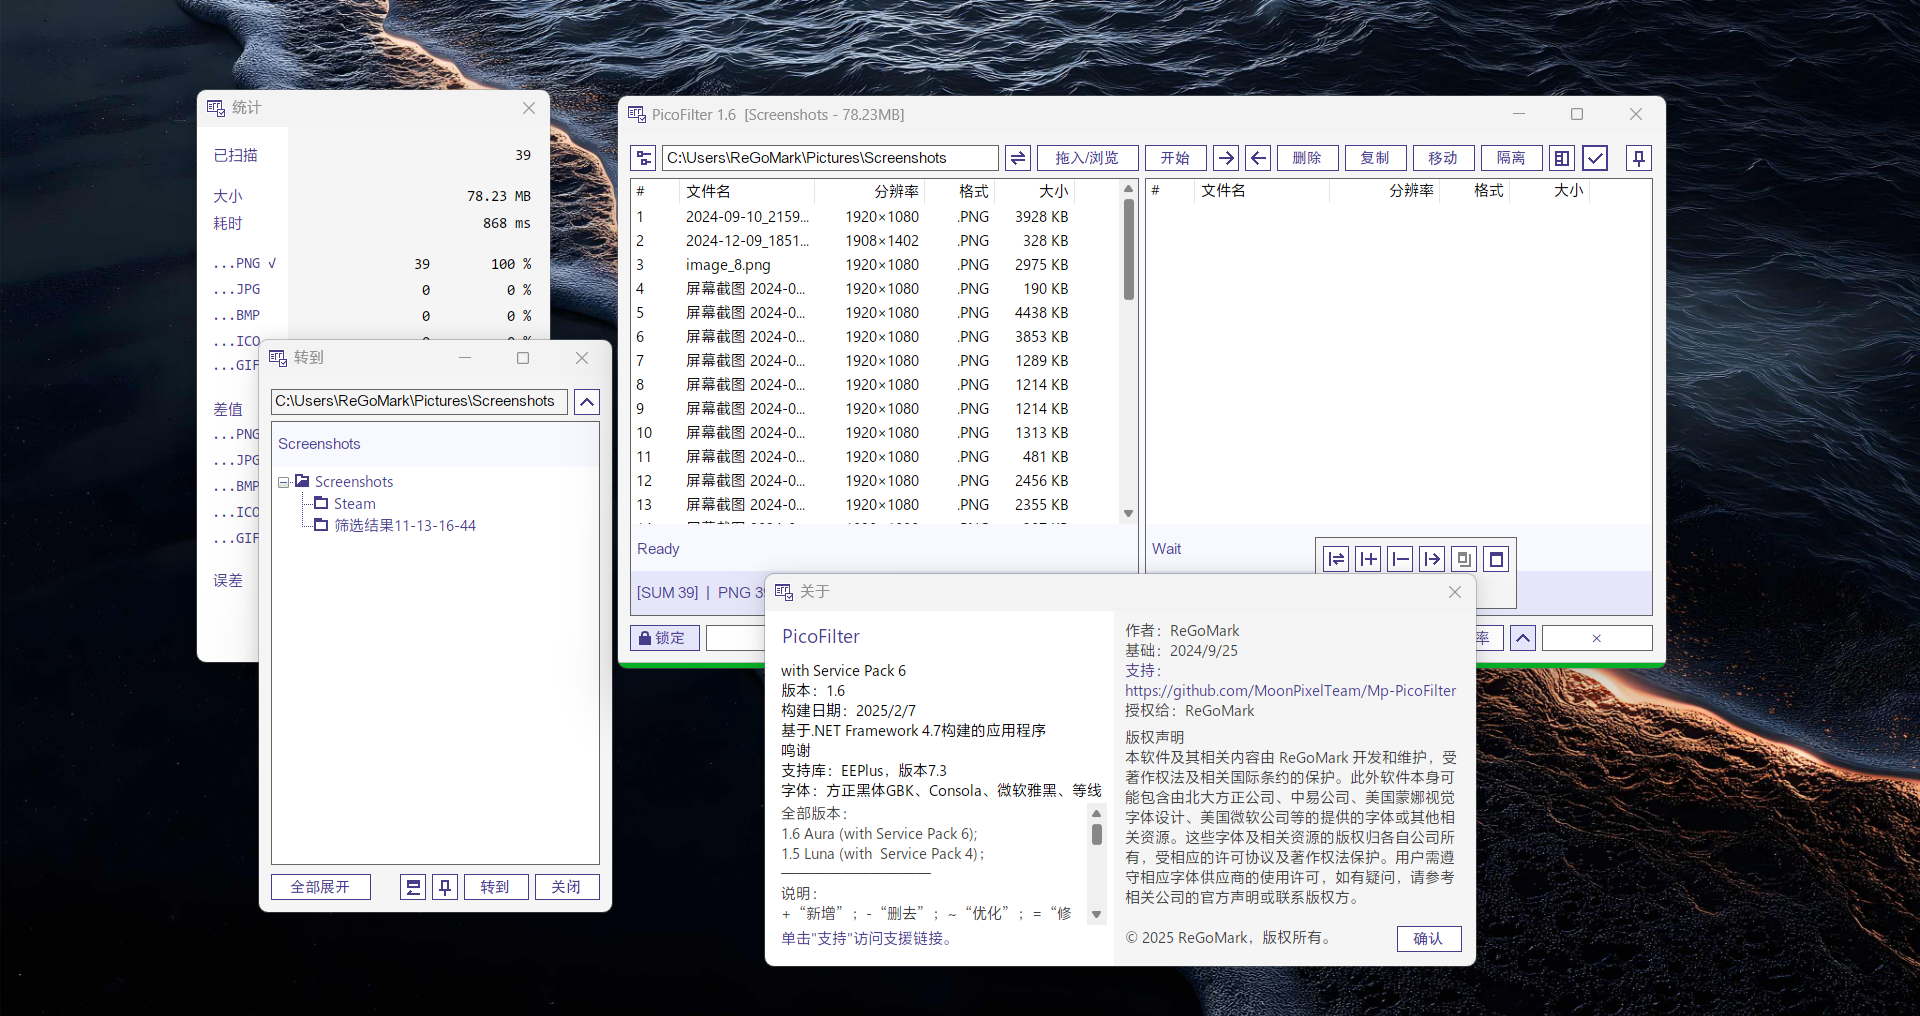 统计
已扫描 39
大小 78.23 MB
耗时 868 ms
...PNG √ 39 100 %
...JPG 0 0 %
...BMP 0 0 %
...ICO
...GIF
差值
...PNG
...JPG
...BMP
...ICO
...GIF
误差
转到
C:\Users\ReGoMark\Pictures\Screenshots
Screenshots
Screenshots
Steam
筛选结果11-13-16-44
全部展开 转到 关闭
PicoFilter 1.6 [Screenshots - 78.23MB]
C:\Users\ReGoMark\Pictures\Screenshots 拖入/浏览 开始 删除 复制 移动 隔离
# 文件名 分辨率 格式 大小
1 2024-09-10_2159... 1920×1080 .PNG 3928 KB
2 2024-12-09_1851... 1908×1402 .PNG 328 KB
3 image_8.png 1920×1080 .PNG 2975 KB
4 屏幕截图 2024-0... 1920×1080 .PNG 190 KB
5 屏幕截图 2024-0... 1920×1080 .PNG 4438 KB
6 屏幕截图 2024-0... 1920×1080 .PNG 3853 KB
7 屏幕截图 2024-0... 1920×1080 .PNG 1289 KB
8 屏幕截图 2024-0... 1920×1080 .PNG 1214 KB
9 屏幕截图 2024-0... 1920×1080 .PNG 1214 KB
10 屏幕截图 2024-0... 1920×1080 .PNG 1313 KB
11 屏幕截图 2024-0... 1920×1080 .PNG 481 KB
12 屏幕截图 2024-0... 1920×1080 .PNG 2456 KB
13 屏幕截图 2024-0... 1920×1080 .PNG 2355 KB
Ready
[SUM 39] | PNG 39
锁定
# 文件名 分辨率 格式 大小
Wait
率 ×
关于
PicoFilter
with Service Pack 6
版本：1.6
构建日期：2025/2/7
基于.NET Framework 4.7构建的应用程序
鸣谢
支持库：EEPlus，版本7.3
字体：方正黑体GBK、Consola、微软雅黑、等线
全部版本：
1.6 Aura (with Service Pack 6);
1.5 Luna (with  Service Pack 4)；
说明：
+“新增”；-“删去”；~“优化”；=“修
单击"支持"访问支援链接。
作者：ReGoMark
基础：2024/9/25
支持：
https://github.com/MoonPixelTeam/Mp-PicoFilter
授权给：ReGoMark
版权声明
本软件及其相关内容由 ReGoMark 开发和维护，受
著作权法及相关国际条约的保护。此外软件本身可
能包含由北大方正公司、中易公司、美国蒙娜视觉
字体设计、美国微软公司等的提供的字体或其他相
关资源。这些字体及相关资源的版权归各自公司所
有，受相应的许可协议及著作权法保护。用户需遵
守相应字体供应商的使用许可，如有疑问，请参考
相关公司的官方声明或联系版权方。
© 2025 ReGoMark，版权所有。
确认